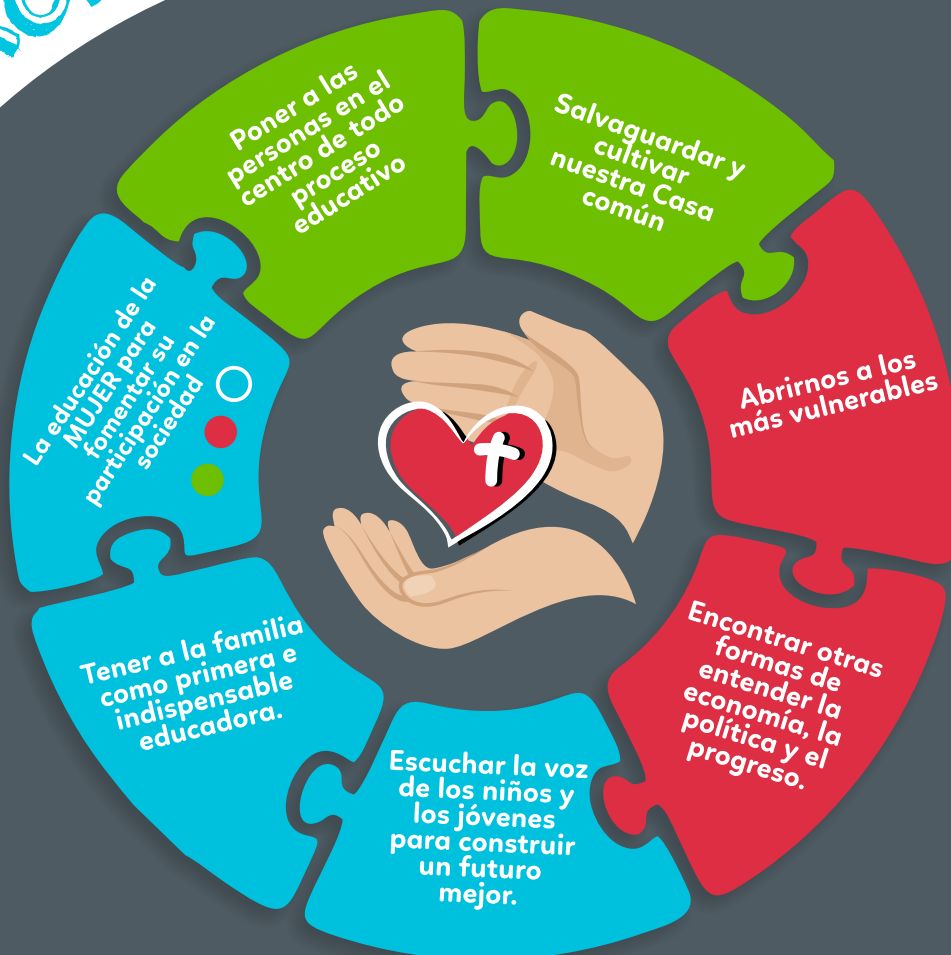 Poner a las
personas en el
centro de todo
proceso
educativo
Salvaguardar y
cultivar
nuestra Casa
común
Abrirnos a los
más vulnerables
Encontrar otras
formas de
entender la
economía, la
política y el
progreso.
Escuchar la voz
de los niños y
los jóvenes
para construir
un futuro
mejor.
Tener a la familia
como primera e
indispensable
educadora.
La educación de la
MUJER para
fomentar su
participación en la
sociedad